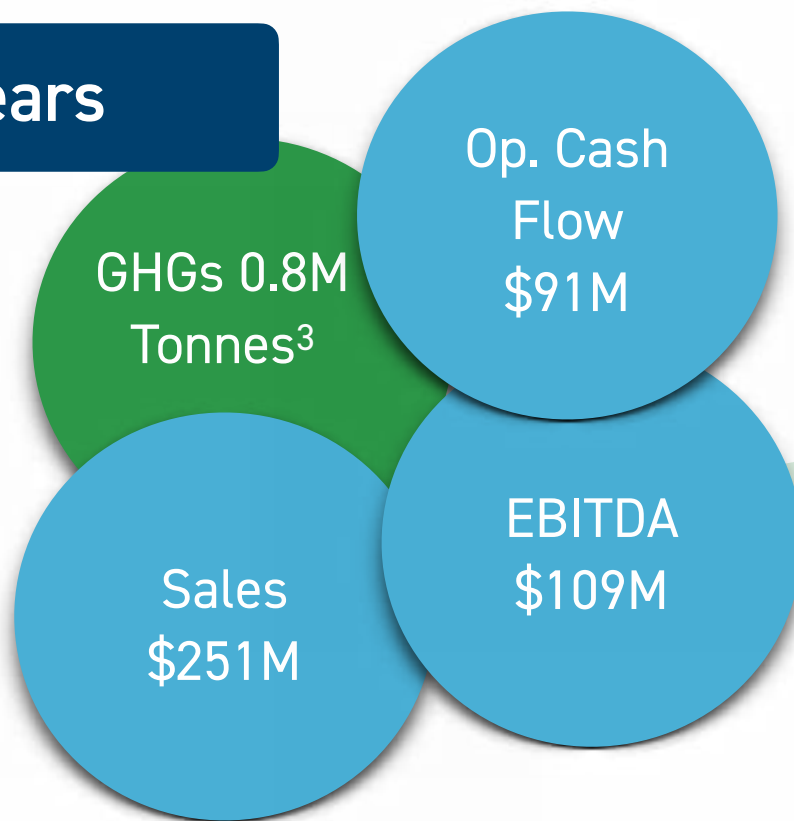 ears
GHGs 0.8M
Tonnes³
Op. Cash
Flow
$91M
Sales
$251M
EBITDA
$109M